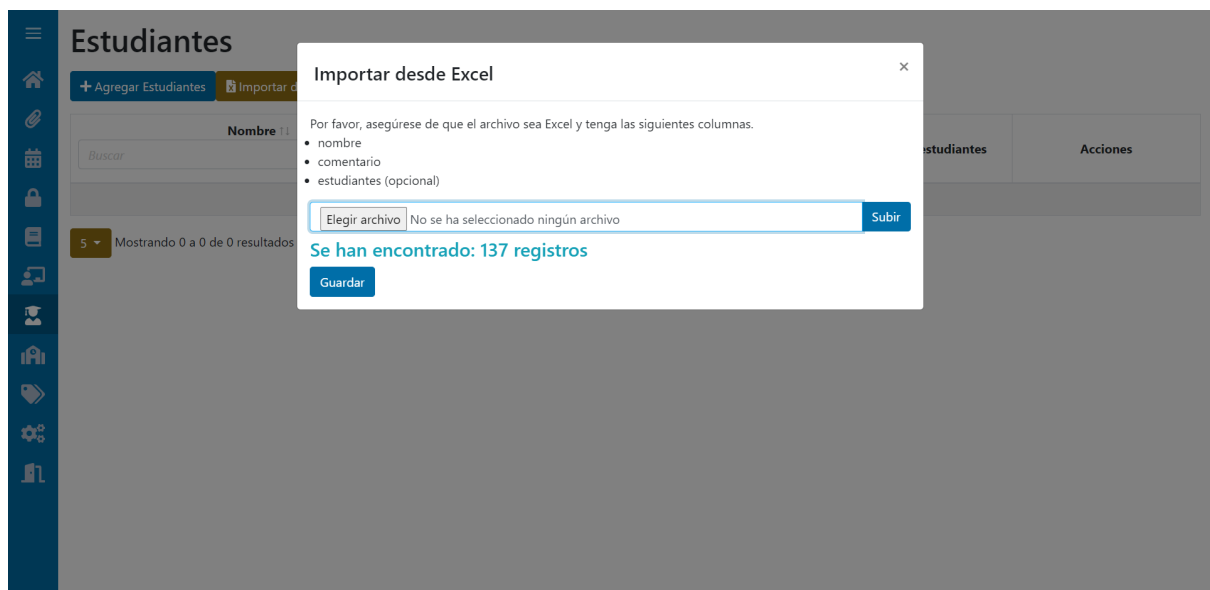 Estudiantes
Importar desde Excel
×
+ Agregar Estudiantes
Importar d
Por favor, asegúrese de que el archivo sea Excel y tenga las siguientes columnas.
• nombre
• comentario
• estudiantes (opcional)
Nombre
Buscar
estudiantes
Acciones
Elegir archivo No se ha seleccionado ningún archivo
Subir
5 Mostrando 0 a 0 de 0 resultados
Se han encontrado: 137 registros
Guardar